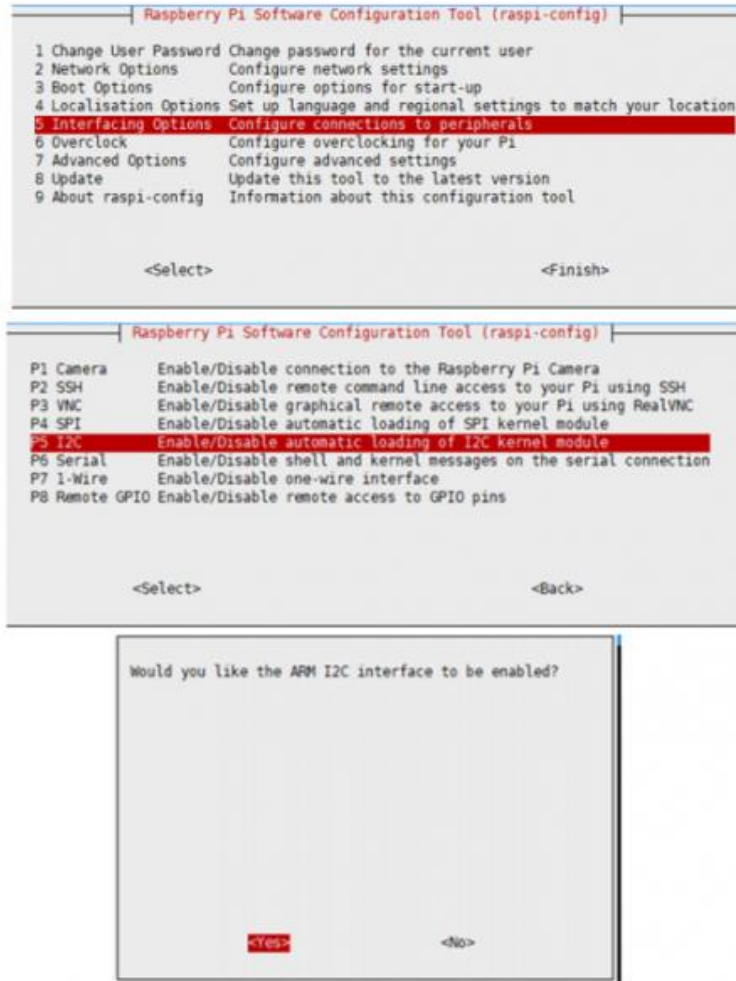 Raspberry Pi Software Configuration Tool (raspi-config)
1 Change User Password Change password for the current user
2 Network Options Configure network settings
3 Boot Options Configure options for start-up
4 Localisation Options Set up language and regional settings to match your location
5 Interfacing Options Configure connections to peripherals
6 Overclock Configure overclocking for your Pi
7 Advanced Options Configure advanced settings
8 Update Update this tool to the latest version
9 About raspi-config Information about this configuration tool
<Select> <Finish>
Raspberry Pi Software Configuration Tool (raspi-config)
P1 Camera Enable/Disable connection to the Raspberry Pi Camera
P2 SSH Enable/Disable remote command line access to your Pi using SSH
P3 VNC Enable/Disable graphical remote access to your Pi using RealVNC
P4 SPI Enable/Disable automatic loading of SPI kernel module
P5 I2C Enable/Disable automatic loading of I2C kernel module
P6 Serial Enable/Disable shell and kernel messages on the serial connection
P7 1-Wire Enable/Disable one-wire interface
P8 Remote GPIO Enable/Disable remote access to GPIO pins
<Select> <Back>
Would you like the ARM I2C interface to be enabled?
<Yes> <No>